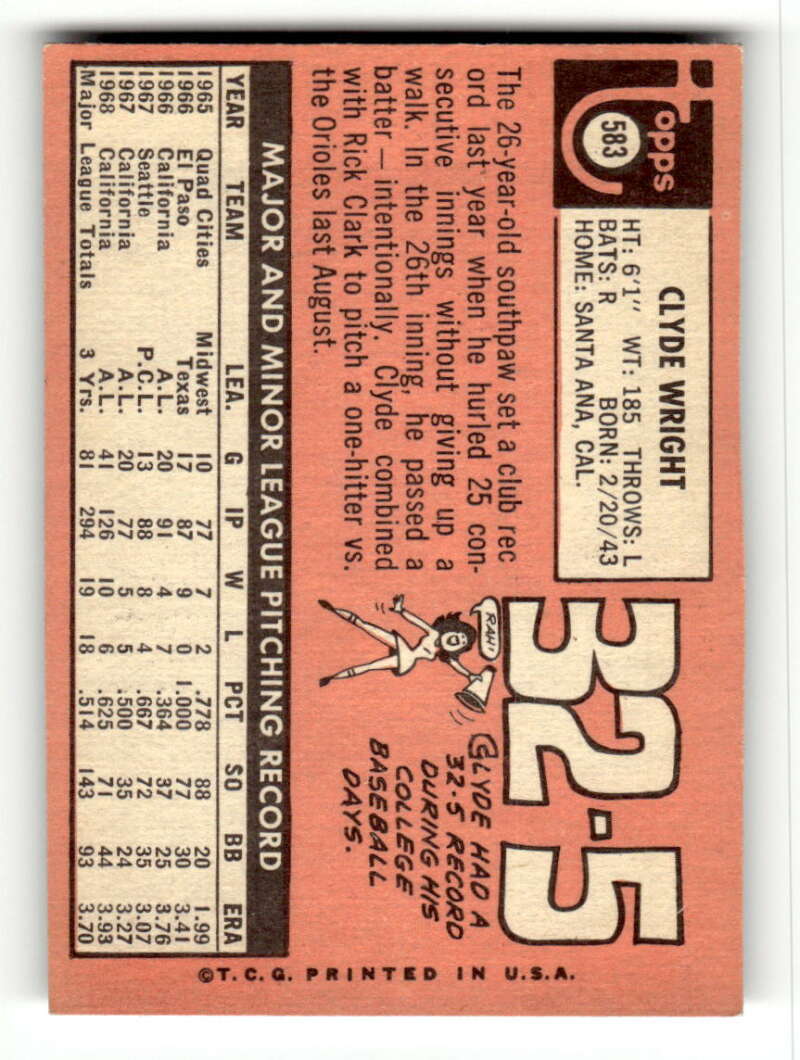 Topps
583
CLYDE WRIGHT
HT: 6'1" WT: 185 THROWS: L
BATS: R BORN: 2/20/43
HOME: SANTA ANA, CAL.
32-5
The 26-year-old southpaw set a club rec
ord last year when he hurled 25 con-
secutive innings without giving up a
walk. In the 26th inning, he passed a
batter — intentionally. Clyde combined
with Rick Clark to pitch a one-hitter vs.
the Orioles last August.
RAH!
CLYDE HAD A
32-5 RECORD
DURING HIS
COLLEGE
BASEBALL
DAYS.
MAJOR AND MINOR LEAGUE PITCHING RECORD
YEAR TEAM LEA. G IP W L PCT SO BB ERA
1965 Quad Cities Midwest 10 77 7 2 .778 88 20 1.99
1966 El Paso Texas 17 87 9 0 1.000 77 30 3.41
1966 California A.L. 20 91 4 7 .364 37 25 3.76
1967 Seattle P.C.L. 13 88 8 4 .667 72 35 3.07
1967 California A.L. 20 77 5 5 .500 35 24 3.27
1968 California A.L. 41 126 10 6 .625 71 44 3.93
Major League Totals 3 Yrs. 81 294 19 18 .514 143 93 3.70
©T.C.G. PRINTED IN U.S.A.